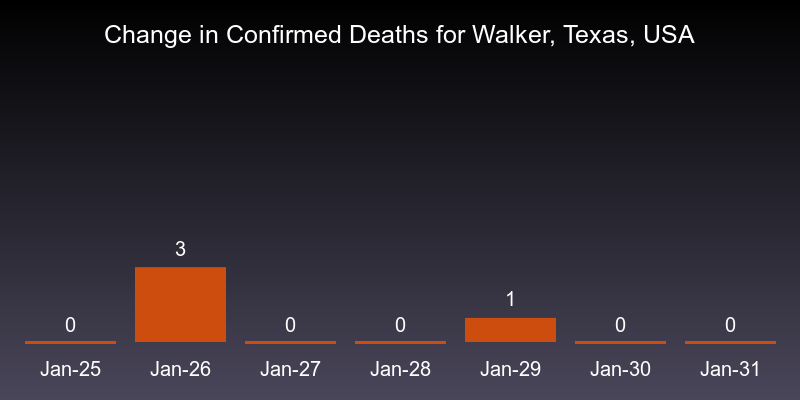 Change in Confirmed Deaths for Walker, Texas, USA
0 3 0 0 1 0 0
Jan-25 Jan-26 Jan-27 Jan-28 Jan-29 Jan-30 Jan-31